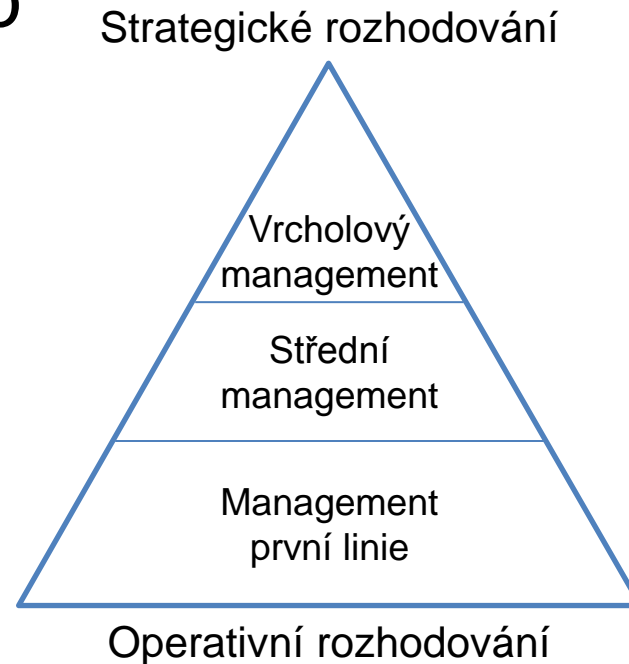 Strategické rozhodování
Vrcholový
management
Střední
management
Management
první linie
Operativní rozhodování